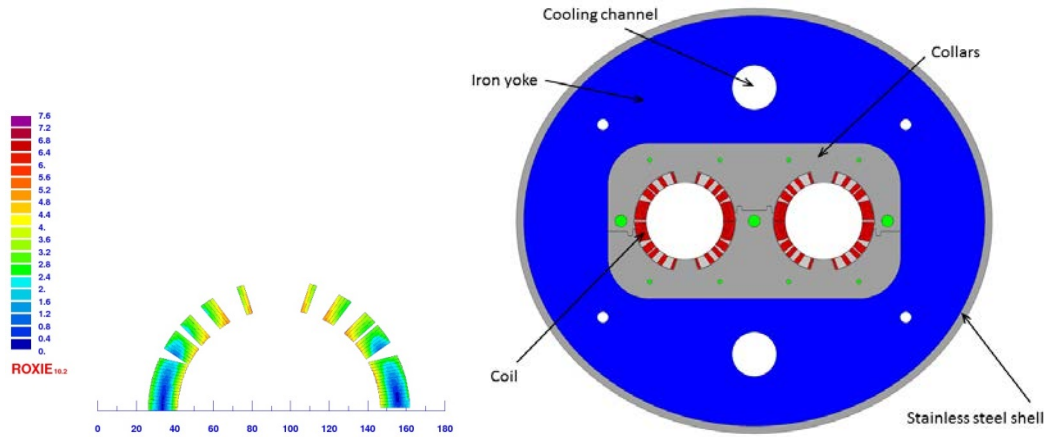 7.6
7.2
6.8
6.4
6.
5.6
5.2
4.8
4.4
4.
3.6
3.2
2.8
2.4
2.
1.6
1.2
0.8
0.4
0.
ROXIE 10.2
0 20 40 60 80 100 120 140 160 180
Cooling channel
Collars
Iron yoke
Coil
Stainless steel shell